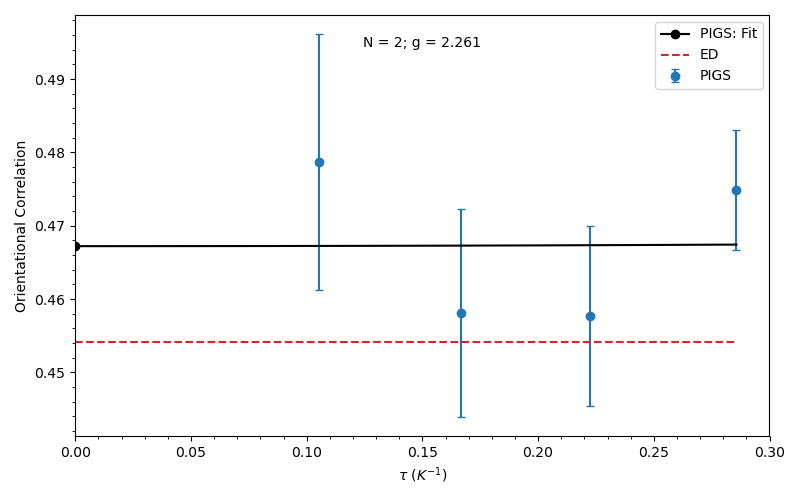 N = 2; g = 2.261
PIGS: Fit
ED
PIGS
Orientational Correlation
0.49
0.48
0.47
0.46
0.45
0.00 0.05 0.10 0.15 0.20 0.25 0.30
τ (K⁻¹)